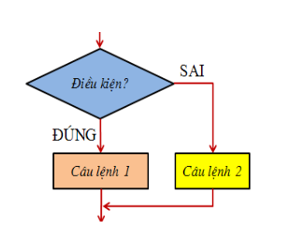 Điều kiện?
SAI
ĐÚNG
Câu lệnh 1
Câu lệnh 2